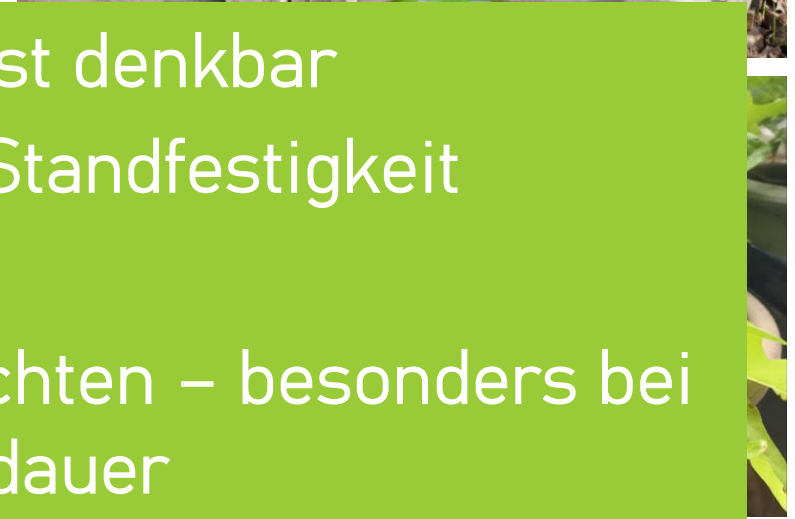 st denkbar
Standfestigkeit
chten – besonders bei
dauer